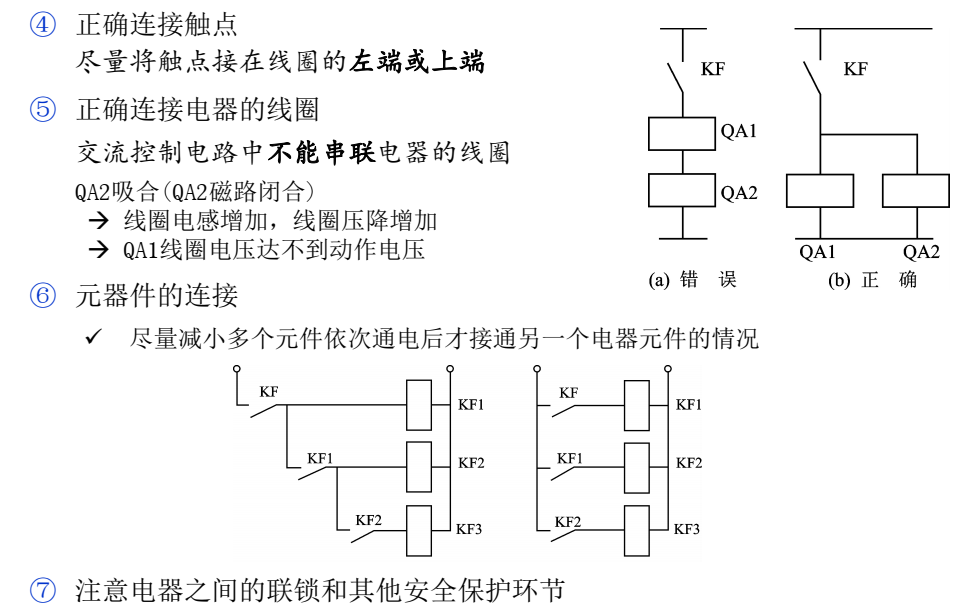 ④ 正确连接触点
尽量将触点接在线圈的左端或上端
⑤ 正确连接电器的线圈
交流控制电路中不能串联电器的线圈
QA2吸合(QA2磁路闭合)
→ 线圈电感增加，线圈压降增加
→ QA1线圈电压达不到动作电压
KF
QA1
QA2
(a) 错 误
KF
QA1 QA2
(b) 正 确
⑥ 元器件的连接
✓ 尽量减小多个元件依次通电后才接通另一个电器元件的情况
KF KF1
KF1 KF2
KF2 KF3
KF KF1
KF1 KF2
KF2 KF3
⑦ 注意电器之间的联锁和其他安全保护环节